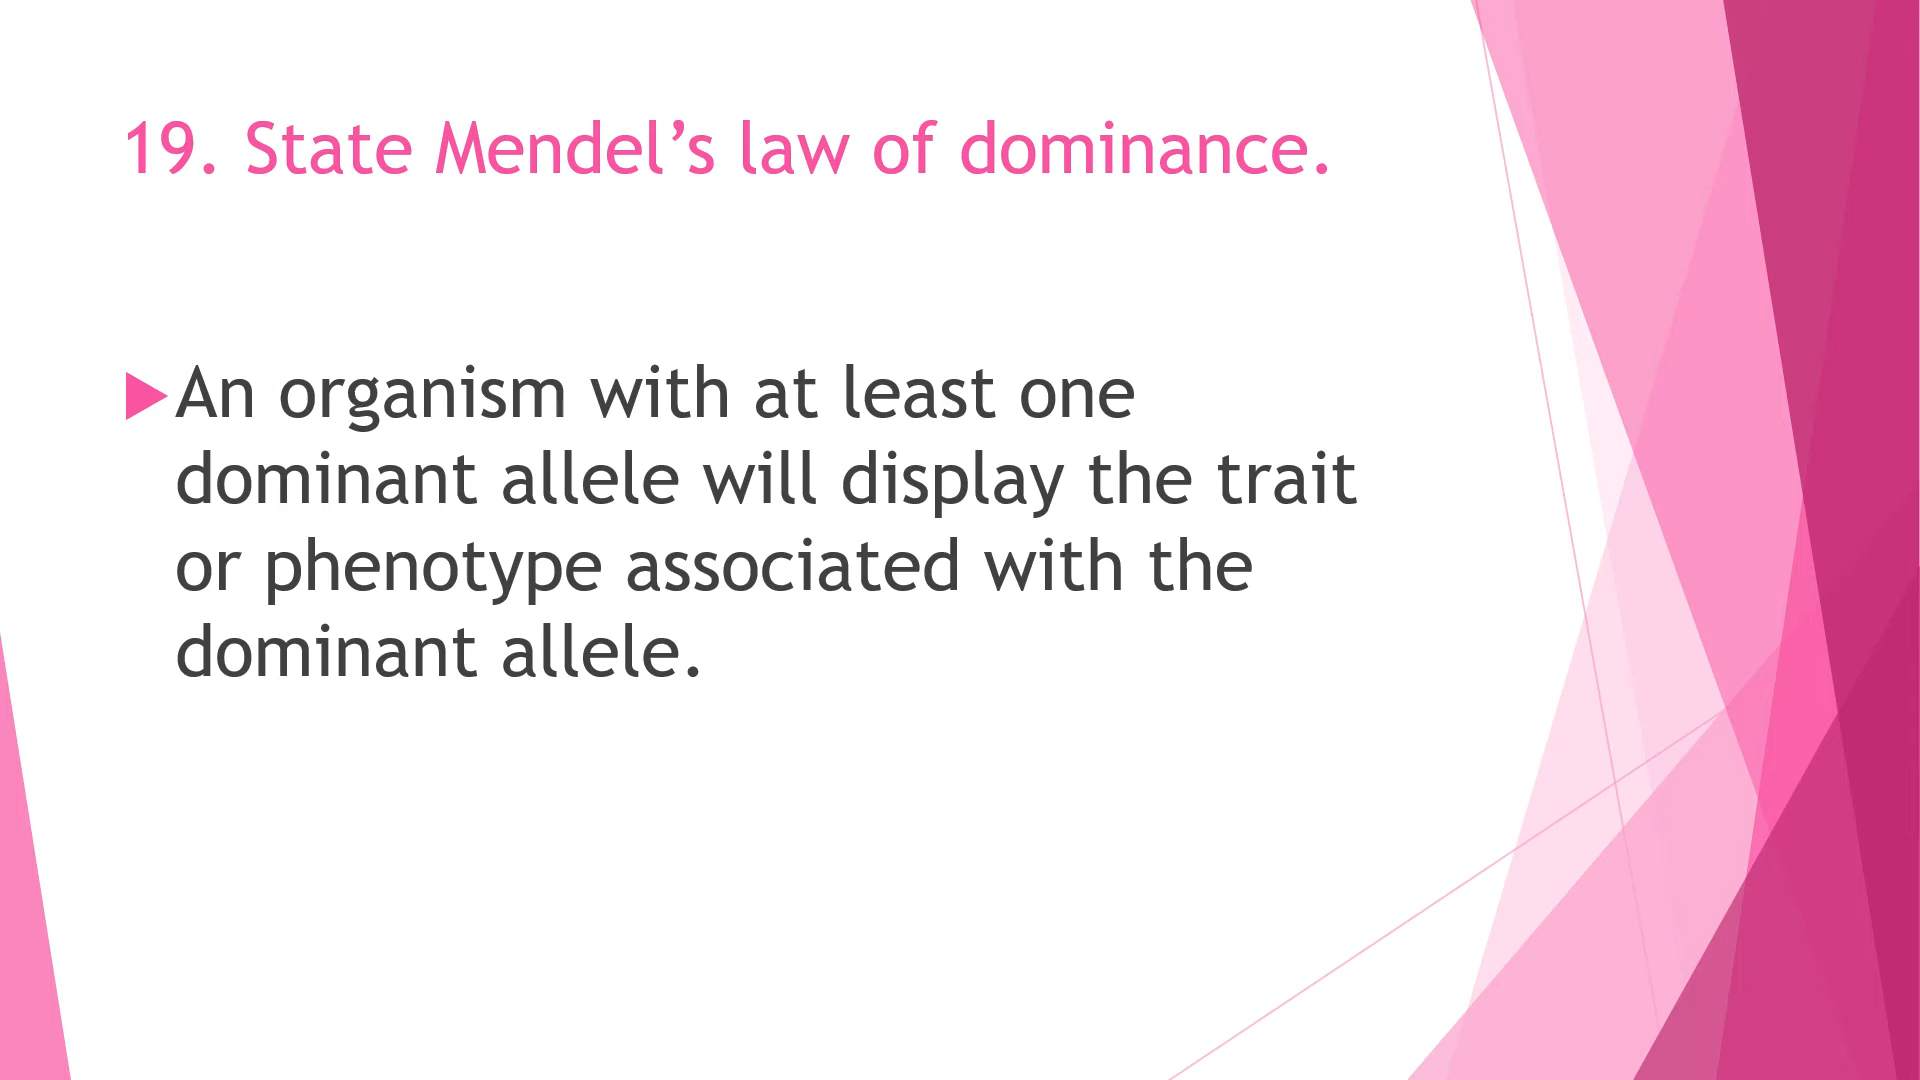 19. State Mendel’s law of dominance.
An organism with at least one
dominant allele will display the trait
or phenotype associated with the
dominant allele.